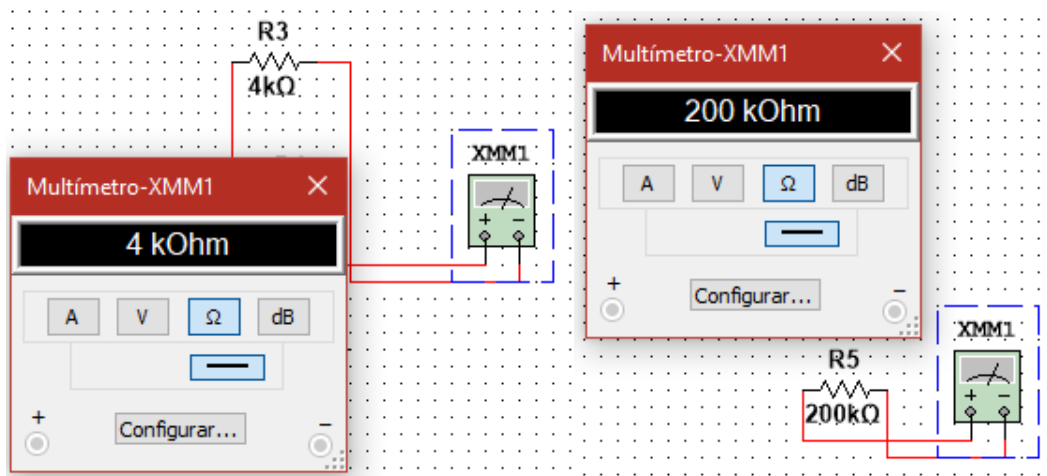 R3
4kΩ
XMM1
+ −
Multímetro-XMM1
4 kOhm
A V Ω dB
+ −
Configurar...
Multímetro-XMM1
200 kOhm
A V Ω dB
+ −
Configurar...
R5
200kΩ
XMM1
+ −